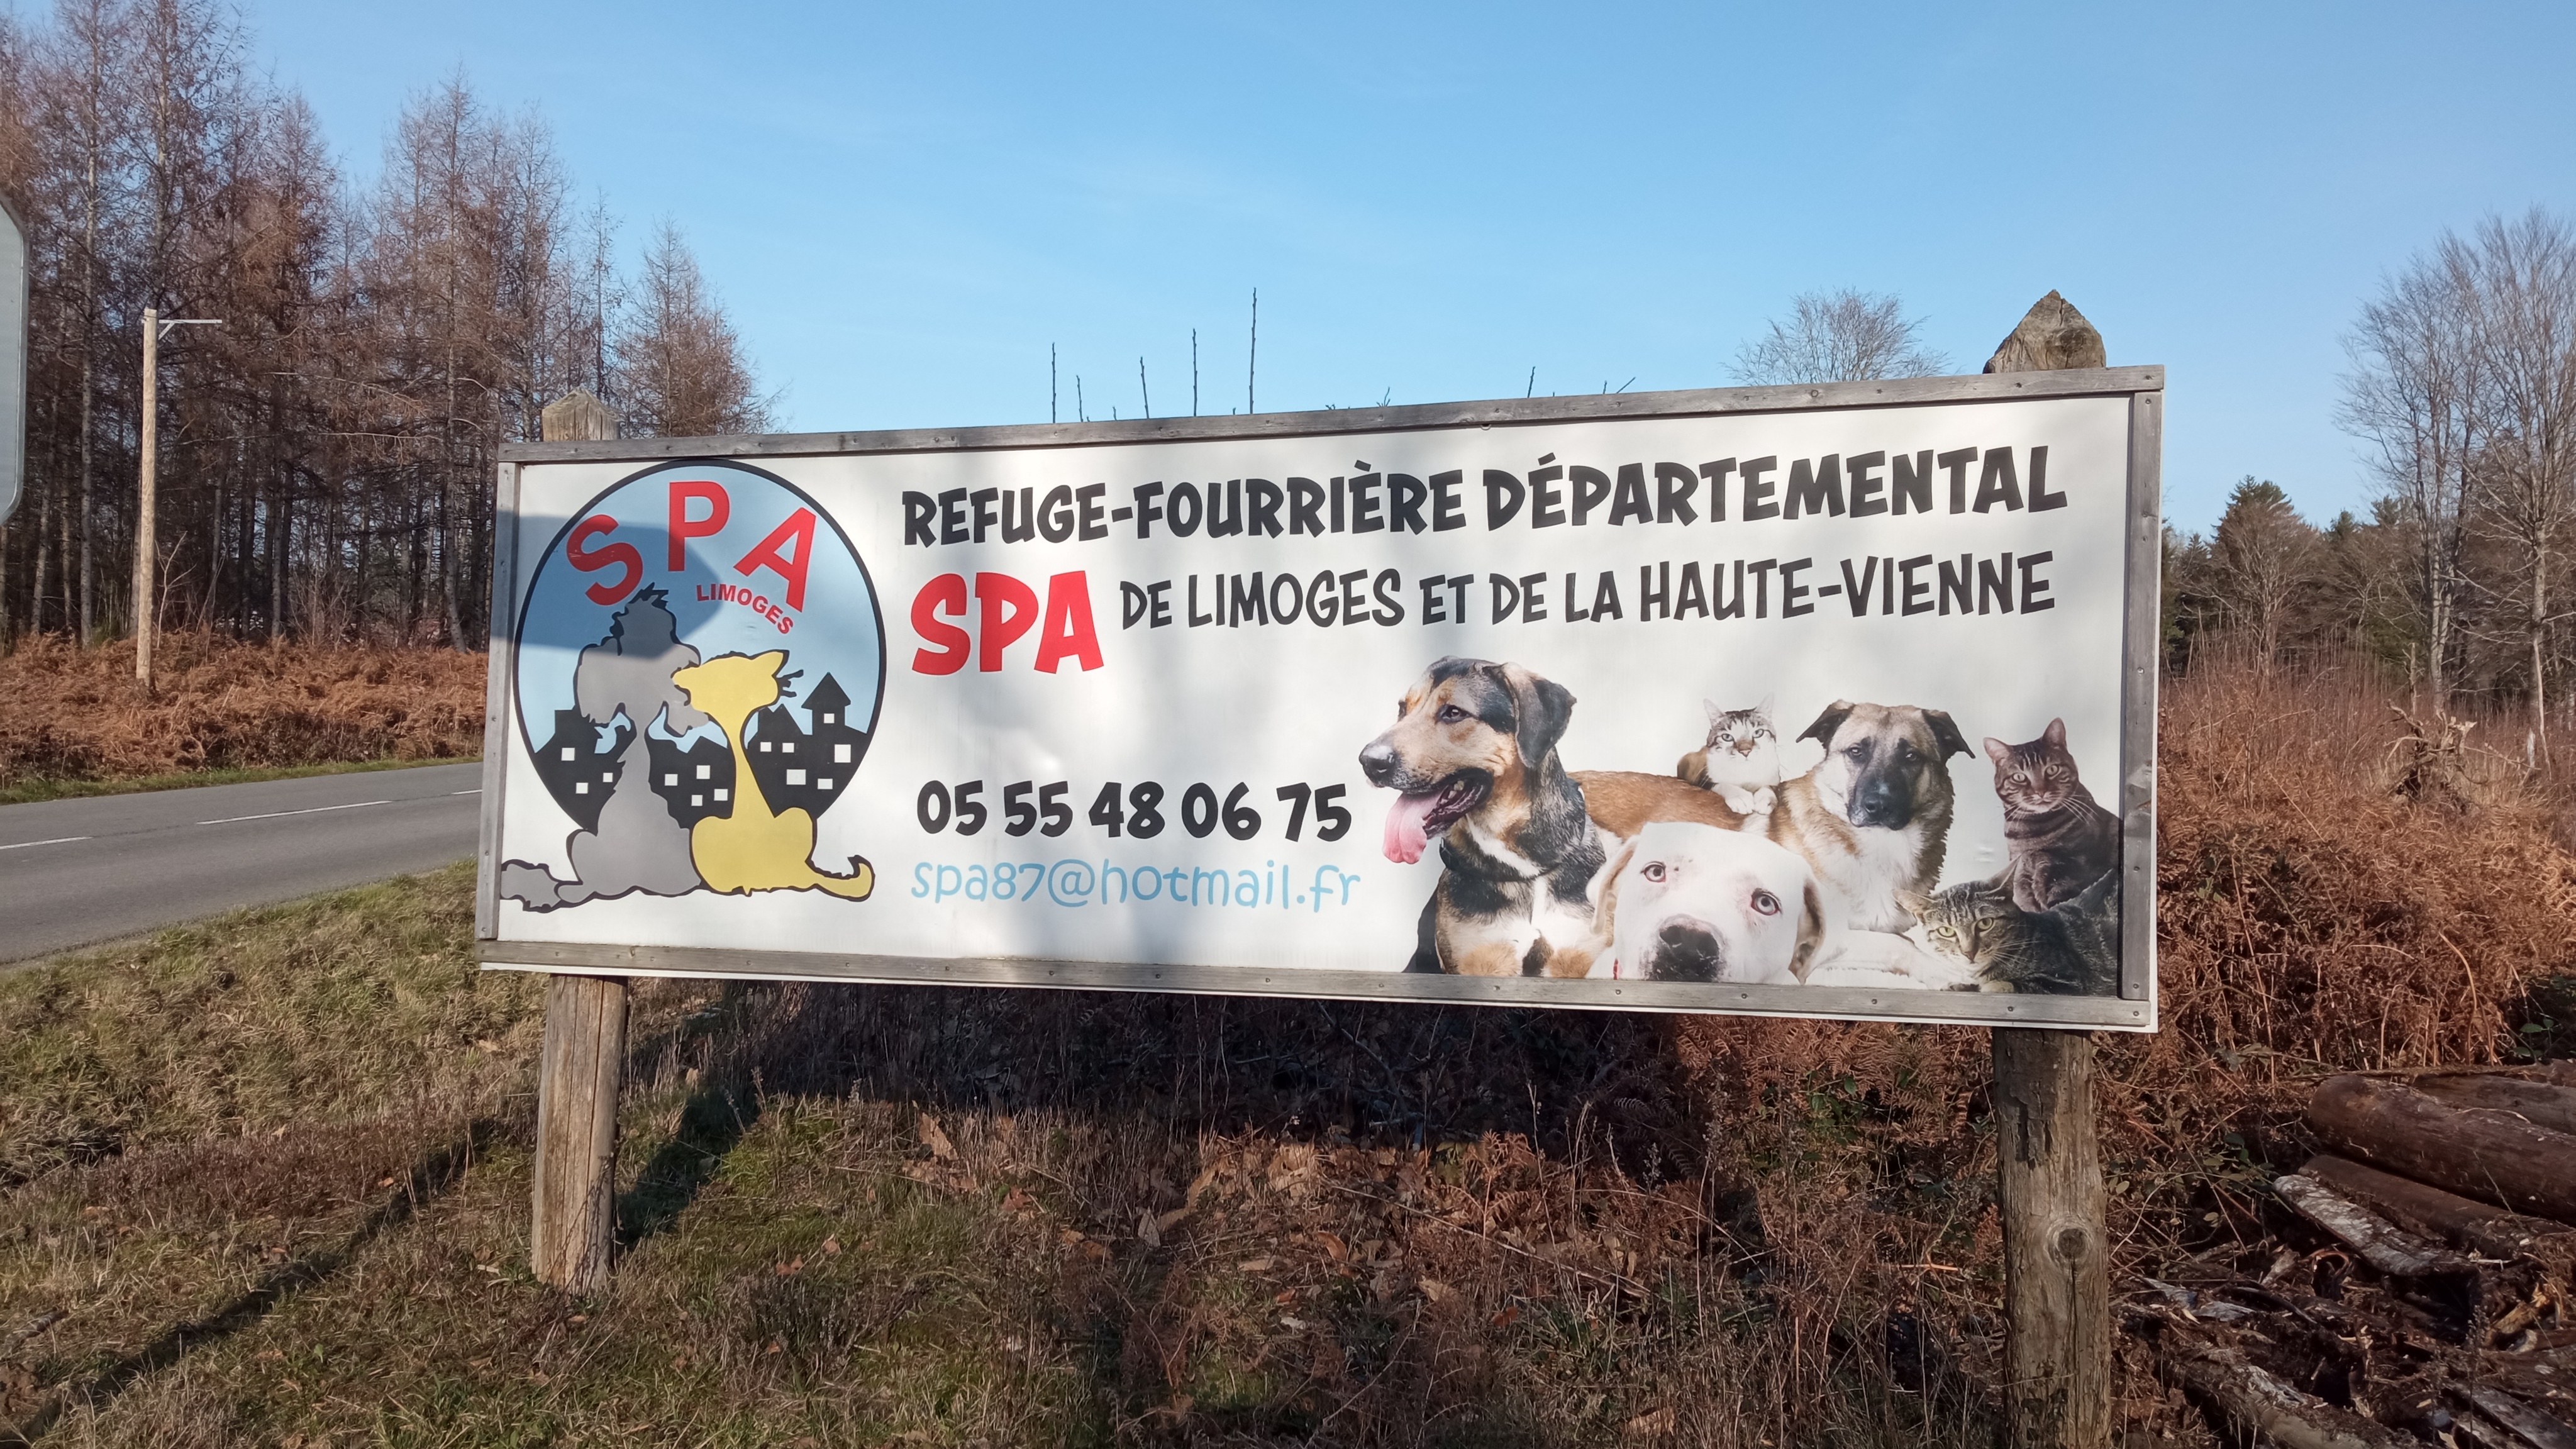 SPA
LIMOGES
REFUGE-FOURRIÈRE DÉPARTEMENTAL
SPA DE LIMOGES ET DE LA HAUTE-VIENNE
05 55 48 06 75
spa87@hotmail.fr